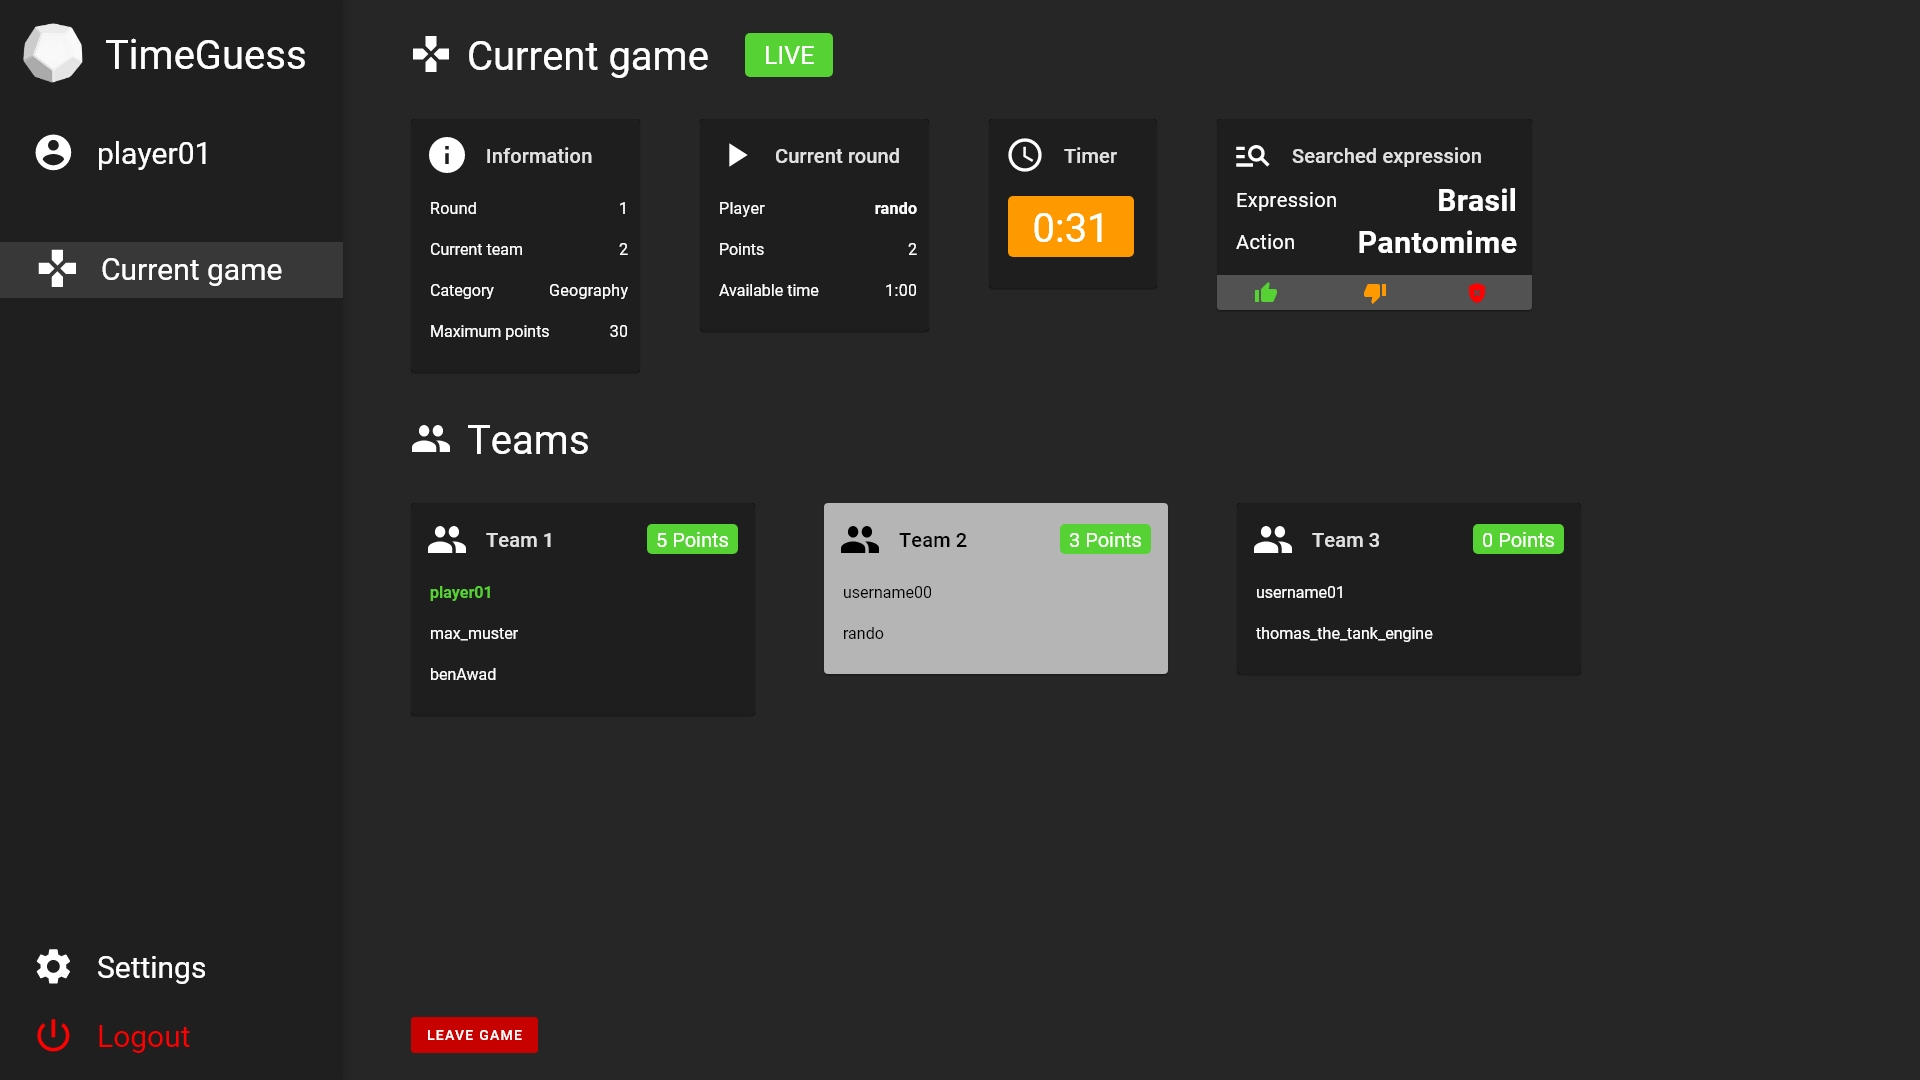 TimeGuess
player01
Current game
Settings
Logout
Current game LIVE
Information
Round 1
Current team 2
Category Geography
Maximum points 30
Current round
Player rando
Points 2
Available time 1:00
Timer
0:31
Searched expression
Expression Brasil
Action Pantomime
Teams
Team 1 5 Points
player01
max_muster
benAwad
Team 2 3 Points
username00
rando
Team 3 0 Points
username01
thomas_the_tank_engine
LEAVE GAME